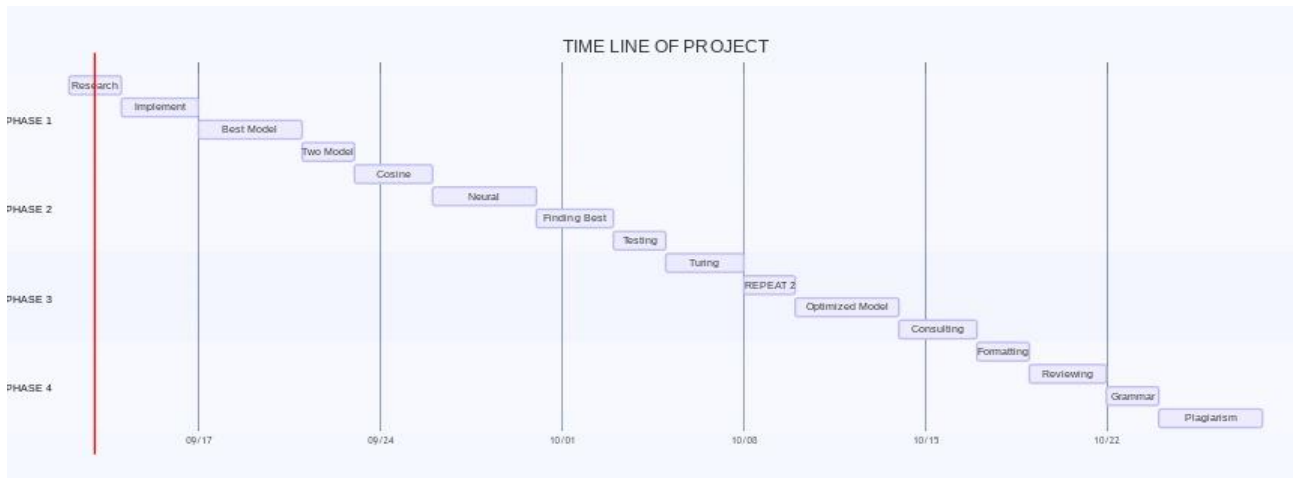 TIME LINE OF PROJECT
Research
Implement
PHASE 1
Best Model
Two Model
Cosine
Neural
PHASE 2
Finding Best
Testing
Turing
REPEAT 2
PHASE 3
Optimized Model
Consulting
Formatting
Reviewing
PHASE 4
Grammar
Plagiarism
09/17
09/24
10/01
10/08
10/15
10/22